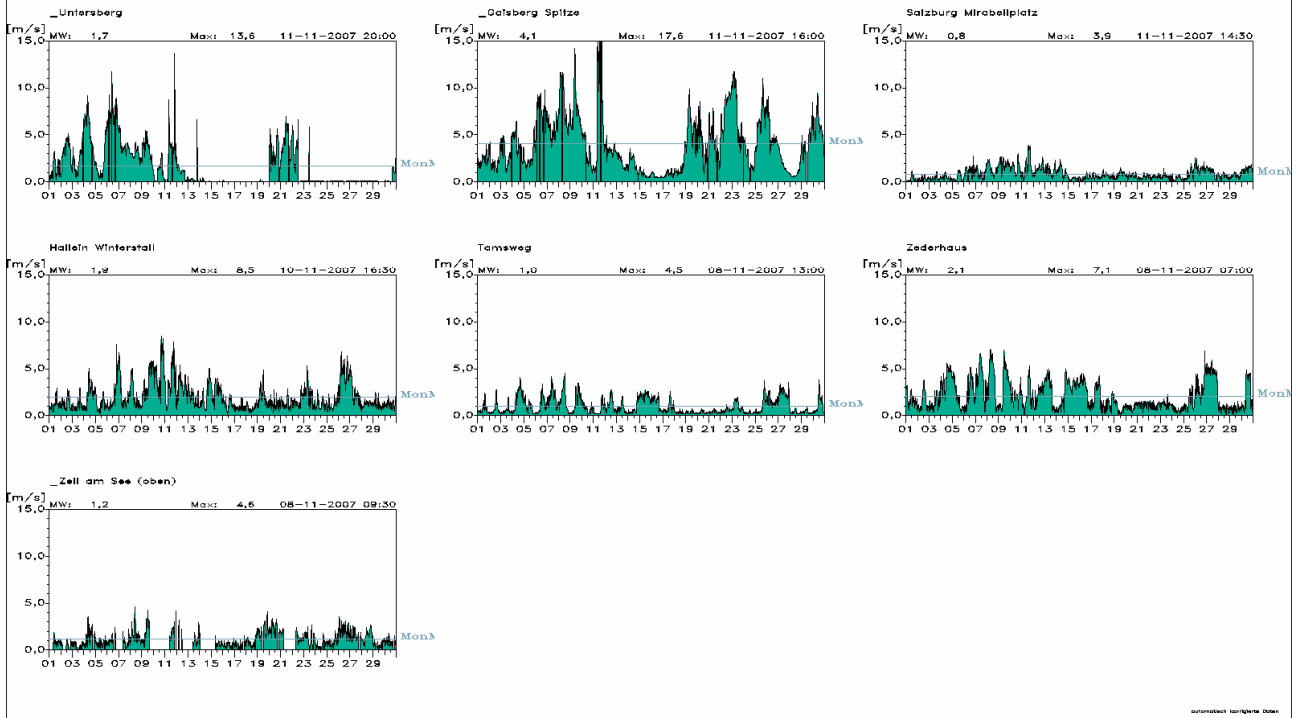 _Untersberg
[m/s] MW: 1,7 Max: 13,6 11-11-2007 20:00
15,0
10,0
5,0
0,0
MonM
01 03 05 07 09 11 13 15 17 19 21 23 25 27 29
_Gaisberg Spitze
[m/s] MW: 4,1 Max: 17,6 11-11-2007 16:00
15,0
10,0
5,0
0,0
MonM
01 03 05 07 09 11 13 15 17 19 21 23 25 27 29
Salzburg Mirabellplatz
[m/s] MW: 0,8 Max: 3,9 11-11-2007 14:30
15,0
10,0
5,0
0,0
MonM
01 03 05 07 09 11 13 15 17 19 21 23 25 27 29
Hallein Winterstall
[m/s] MW: 1,9 Max: 8,5 10-11-2007 16:30
15,0
10,0
5,0
0,0
MonM
01 03 05 07 09 11 13 15 17 19 21 23 25 27 29
Tamsweg
[m/s] MW: 1,0 Max: 4,5 08-11-2007 13:00
15,0
10,0
5,0
0,0
MonM
01 03 05 07 09 11 13 15 17 19 21 23 25 27 29
Zederhaus
[m/s] MW: 2,1 Max: 7,1 08-11-2007 07:00
15,0
10,0
5,0
0,0
MonM
01 03 05 07 09 11 13 15 17 19 21 23 25 27 29
_Zell am See (oben)
[m/s] MW: 1,2 Max: 4,6 08-11-2007 09:30
15,0
10,0
5,0
0,0
MonM
01 03 05 07 09 11 13 15 17 19 21 23 25 27 29
automatisch korrigierte Daten